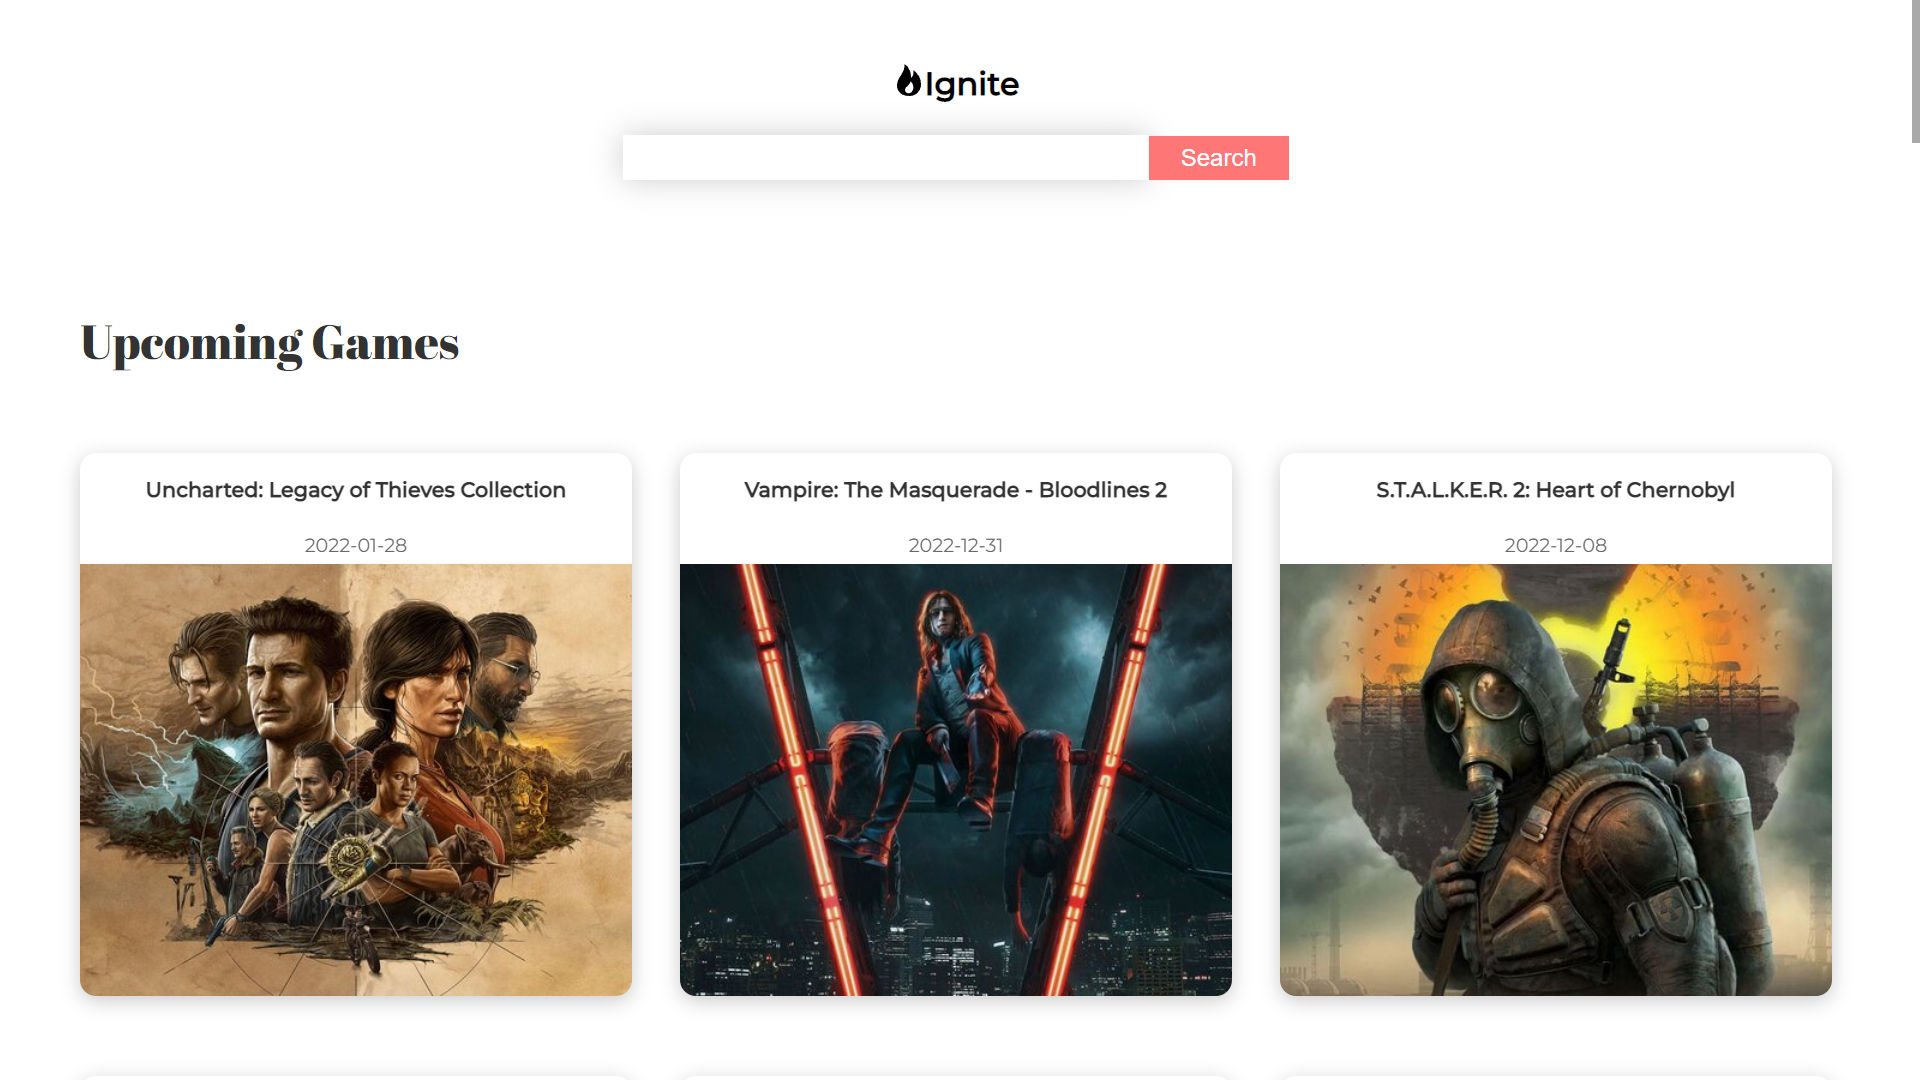 Ignite
Search
Upcoming Games
Uncharted: Legacy of Thieves Collection
2022-01-28
Vampire: The Masquerade - Bloodlines 2
2022-12-31
S.T.A.L.K.E.R. 2: Heart of Chernobyl
2022-12-08